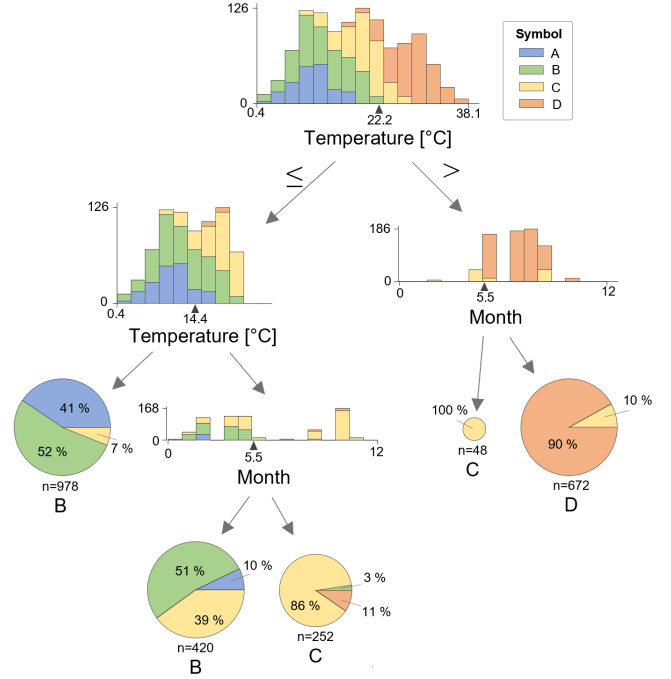 126
0
0.4
22.2
38.1
Temperature [°C]
Symbol
A
B
C
D
≤
>
126
0
0.4
14.4
Temperature [°C]
186
0
0
5.5
12
Month
41 %
52 %
7 %
n=978
B
168
0
0
5.5
12
Month
100 %
n=48
C
10 %
90 %
n=672
D
51 %
10 %
39 %
n=420
B
3 %
86 %
11 %
n=252
C